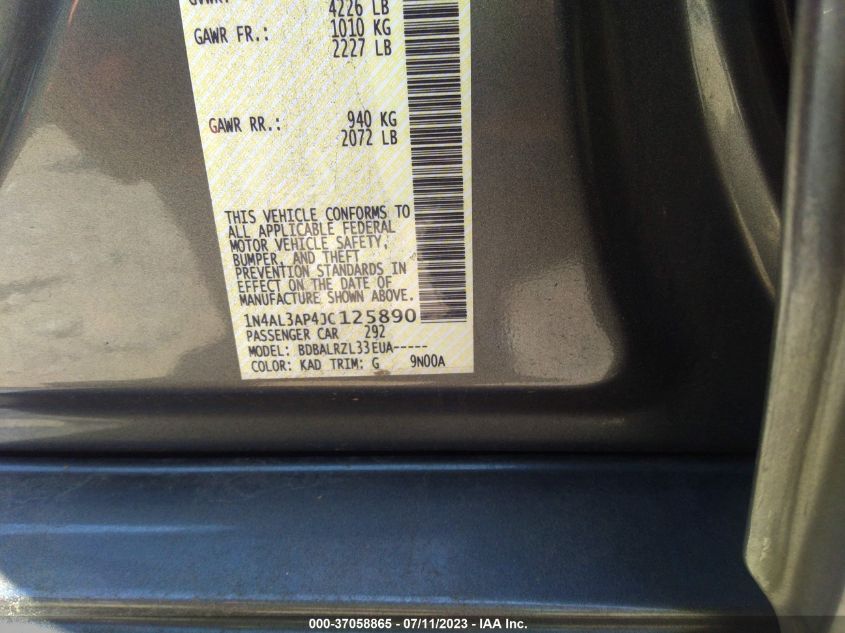 GVWR:
4226 LB
GAWR FR.: 1010 KG
2227 LB
GAWR RR.: 940 KG
2072 LB
THIS VEHICLE CONFORMS TO
ALL APPLICABLE FEDERAL
MOTOR VEHICLE SAFETY,
BUMPER, AND THEFT
PREVENTION STANDARDS IN
EFFECT ON THE DATE OF
MANUFACTURE SHOWN ABOVE.
1N4AL3AP4JC125890
PASSENGER CAR 292
MODEL: BDBALRZL33EUA-----
COLOR: KAD TRIM: G 9N00A
000-37058865 - 07/11/2023 - IAA Inc.